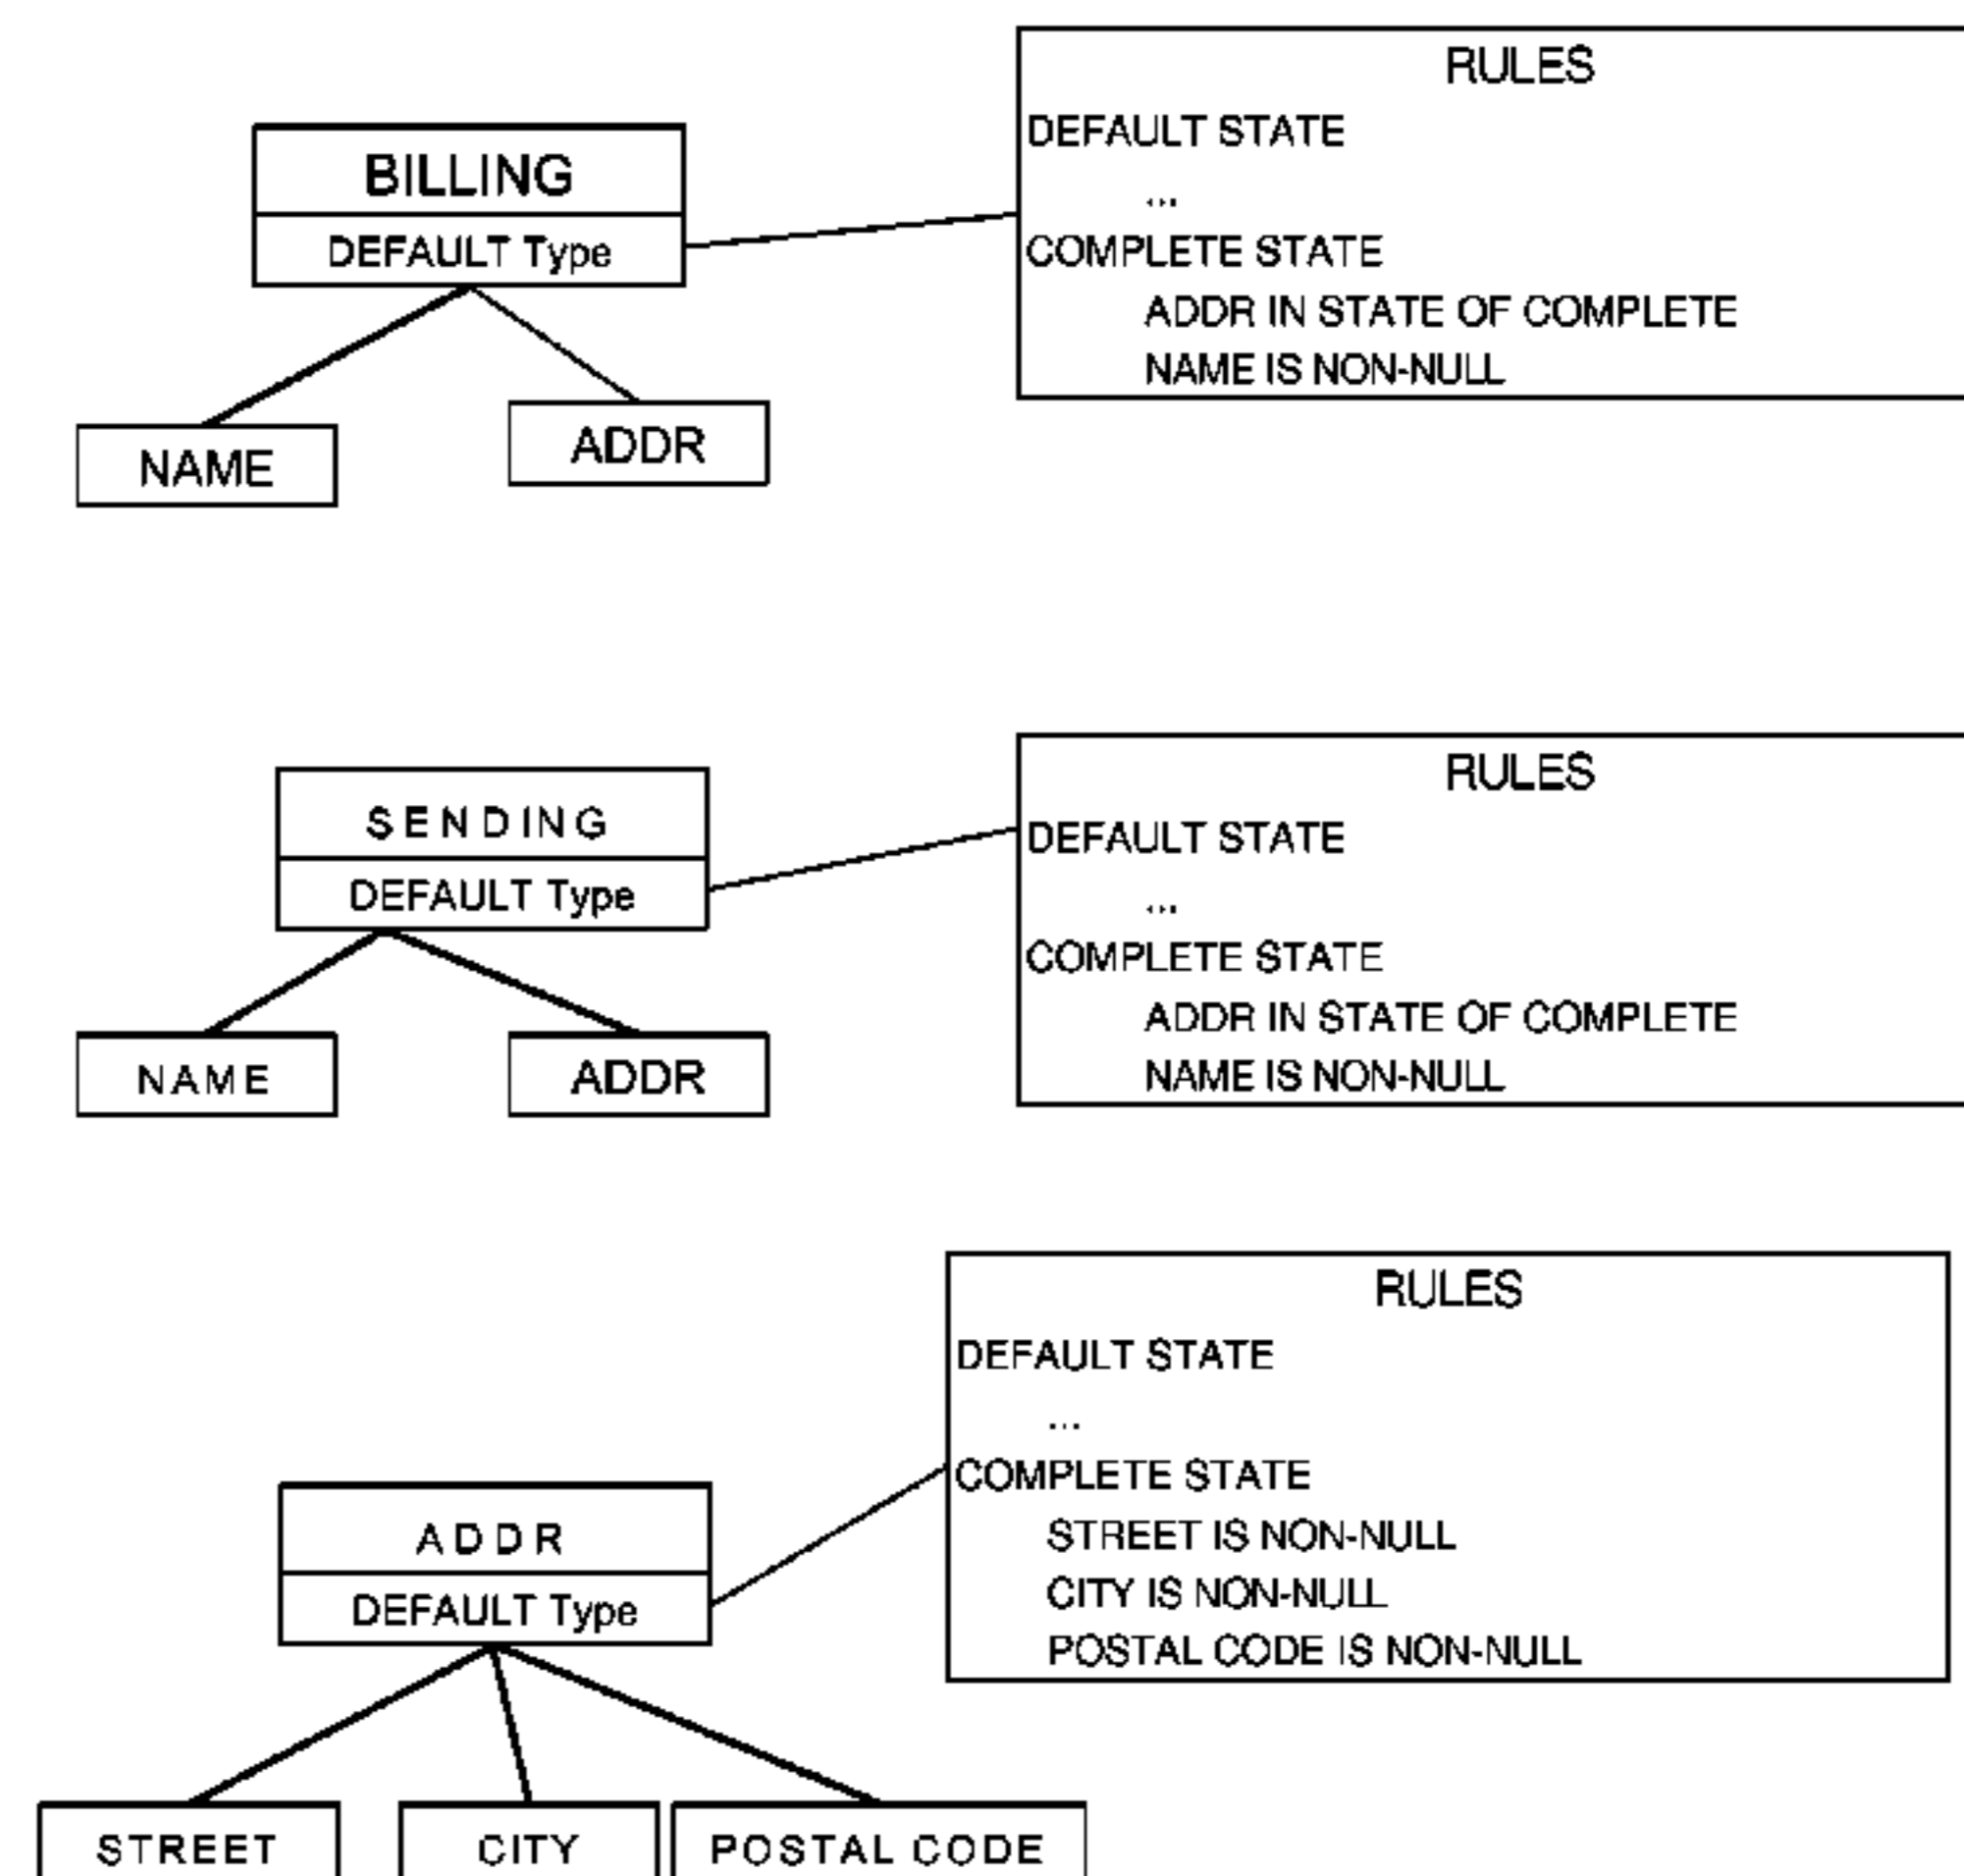 RULES
DEFAULT STATE
...
COMPLETE STATE
ADDR IN STATE OF COMPLETE
NAME IS NON-NULL
BILLING
DEFAULT Type
NAME
ADDR
RULES
DEFAULT STATE
...
COMPLETE STATE
ADDR IN STATE OF COMPLETE
NAME IS NON-NULL
SENDING
DEFAULT Type
NAME
ADDR
RULES
DEFAULT STATE
...
COMPLETE STATE
STREET IS NON-NULL
CITY IS NON-NULL
POSTAL CODE IS NON-NULL
ADDR
DEFAULT Type
STREET
CITY
POSTAL CODE